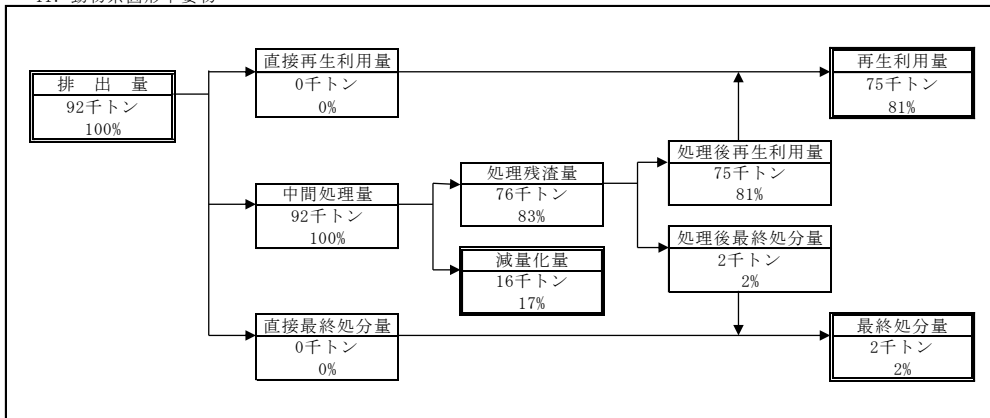 排　出　量
92千トン
100%
直接再生利用量
0千トン
0%
中間処理量
92千トン
100%
直接最終処分量
0千トン
0%
処理残渣量
76千トン
83%
減量化量
16千トン
17%
処理後再生利用量
75千トン
81%
処理後最終処分量
2千トン
2%
再生利用量
75千トン
81%
最終処分量
2千トン
2%